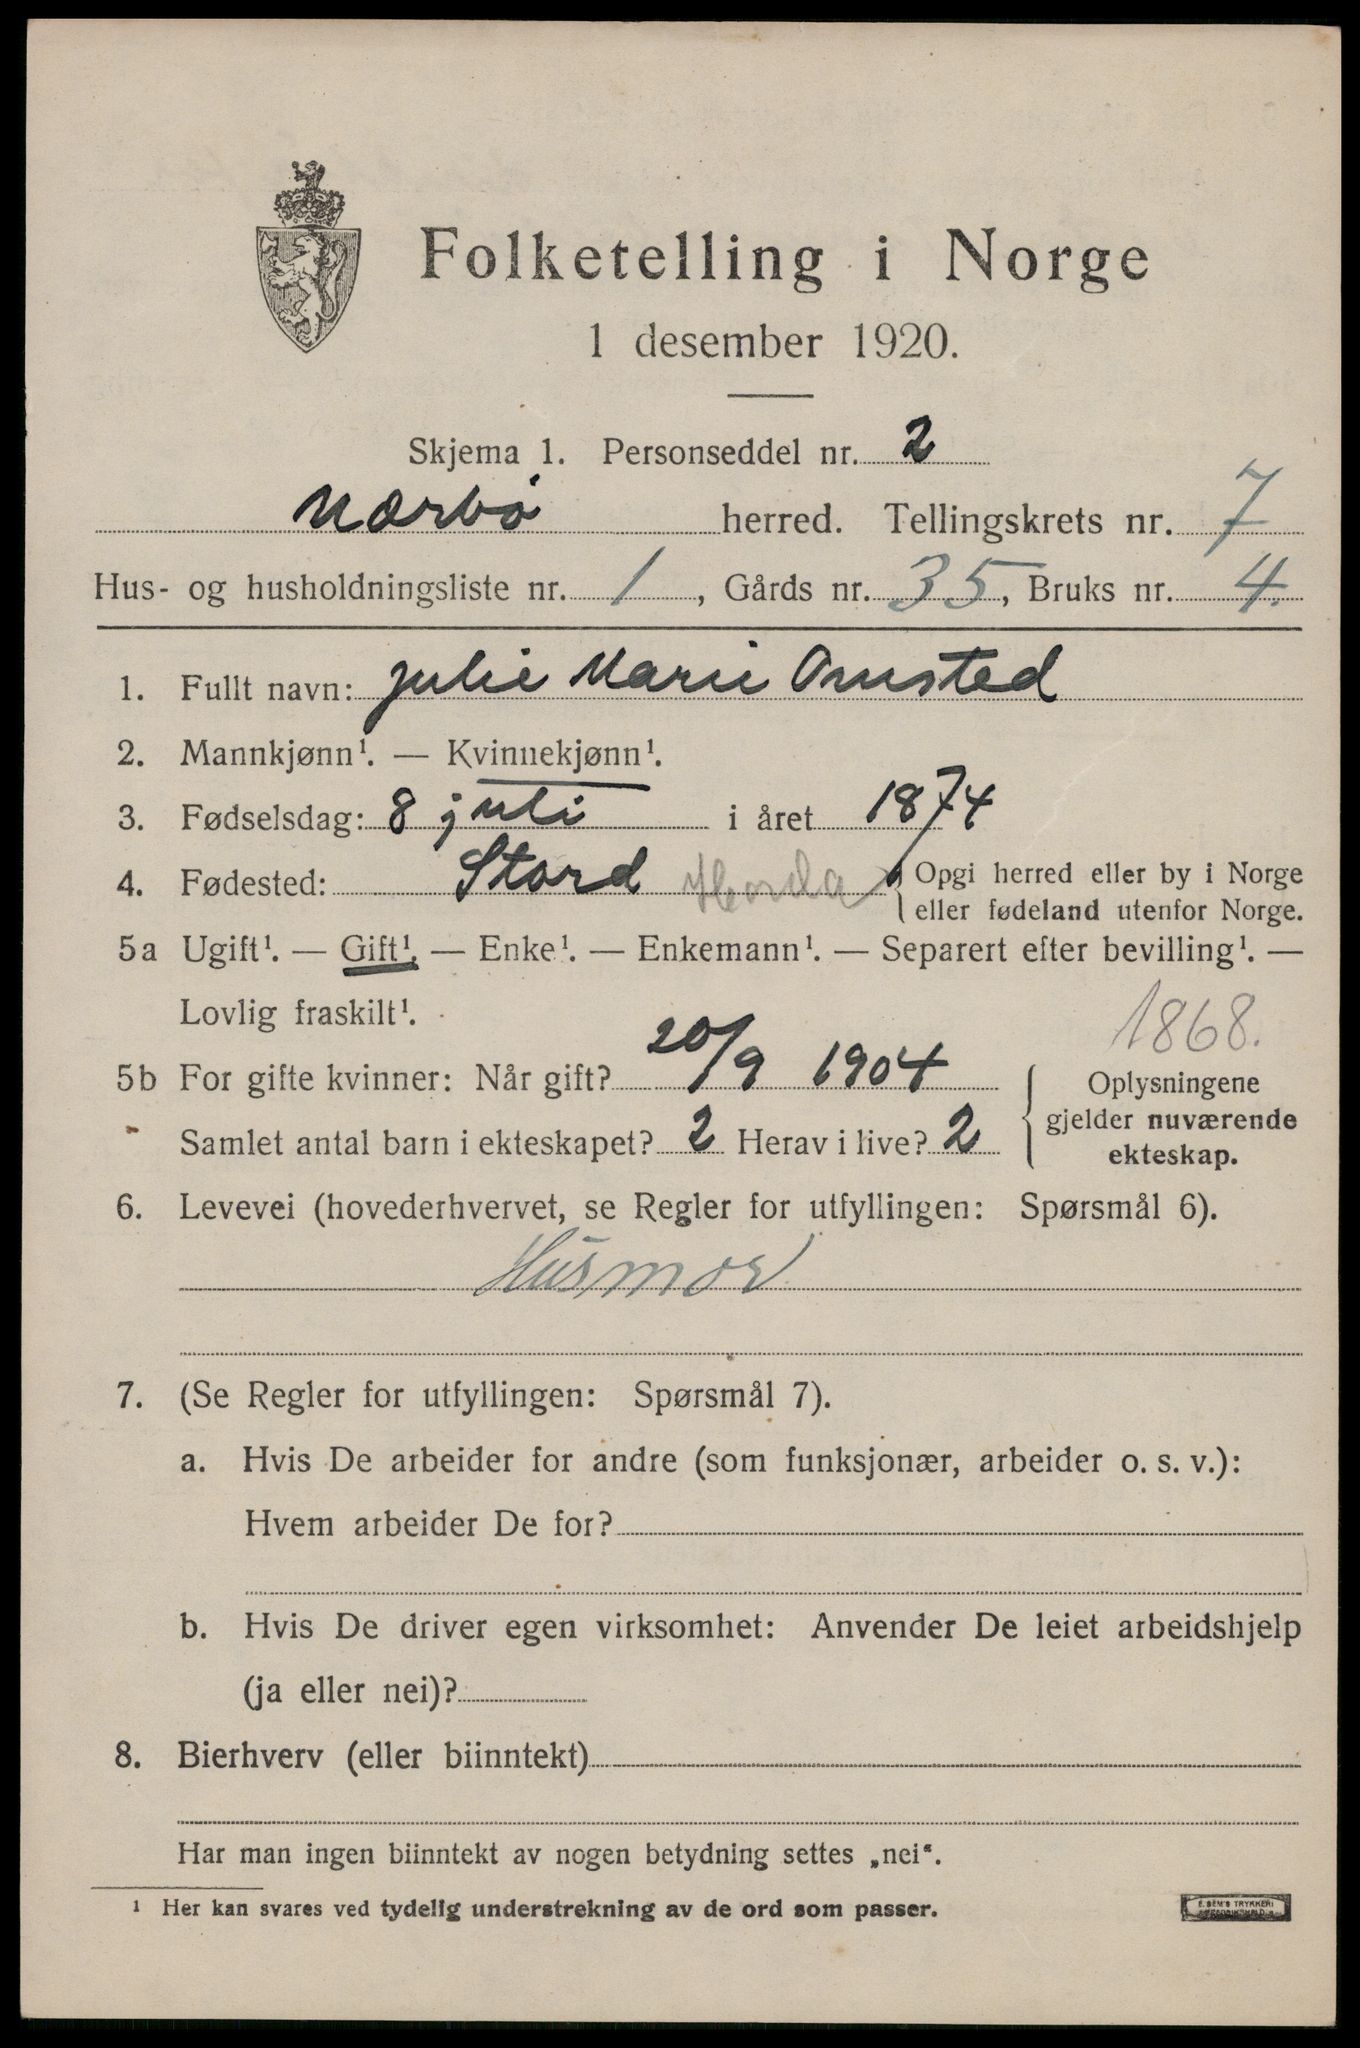 Folketelling i Norge
1 desember 1920.
Skjema 1. Personseddel nr. 2
Nærbø herred. Tellingskrets nr. 7
Hus- og husholdningsliste nr. 1, Gårds nr. 35, Bruks nr. 4.
1. Fullt navn: Julie Marie Omsted
2. Mannkjønn¹. — Kvinnekjønn¹.
3. Fødselsdag: 8 juli i året 1874
4. Fødested: Stord Horda { Opgi herred eller by i Norge
eller fødeland utenfor Norge.
5a Ugift¹. — Gift¹. — Enke¹. — Enkemann¹. — Separert efter bevilling¹. —
Lovlig fraskilt¹.
1868.
5b For gifte kvinner: Når gift? 20/9 1904
Samlet antal barn i ekteskapet? 2 Herav i live? 2
Oplysningene
gjelder nuværende
ekteskap.
6. Levevei (hovederhvervet, se Regler for utfyllingen: Spørsmål 6).
Husmor
7. (Se Regler for utfyllingen: Spørsmål 7).
a. Hvis De arbeider for andre (som funksjonær, arbeider o. s. v.):
Hvem arbeider De for?
b. Hvis De driver egen virksomhet: Anvender De leiet arbeidshjelp
(ja eller nei)?
8. Bierhverv (eller biinntekt)
Har man ingen biinntekt av nogen betydning settes „nei“.
¹ Her kan svares ved tydelig understrekning av de ord som passer.
E. SEM'S TRYKKERI